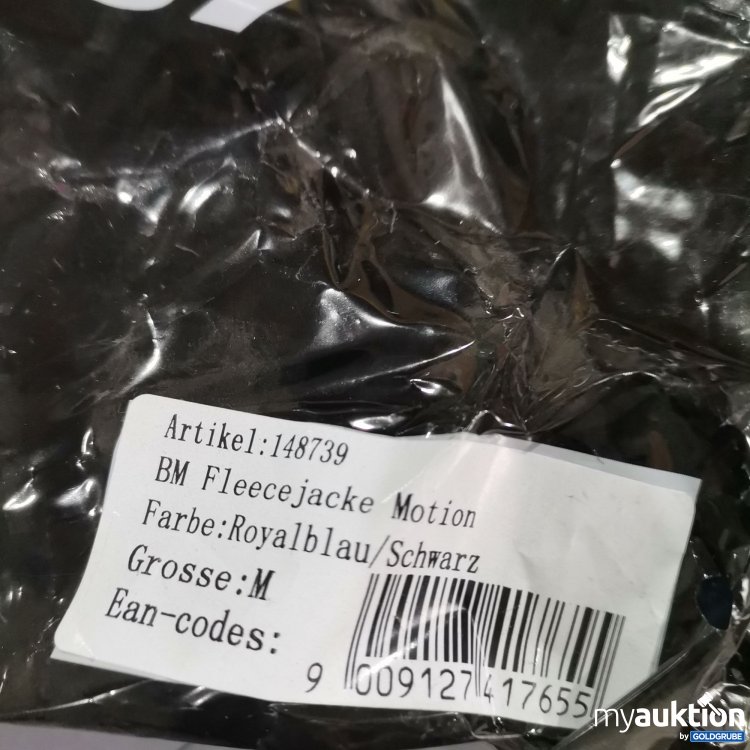 Artikel:148739
BM Fleecejacke Motion
Farbe:Royalblau/Schwarz
Grosse:M
Ean-codes:
9 009127 417655
myauktion
by GOLDGRUBE